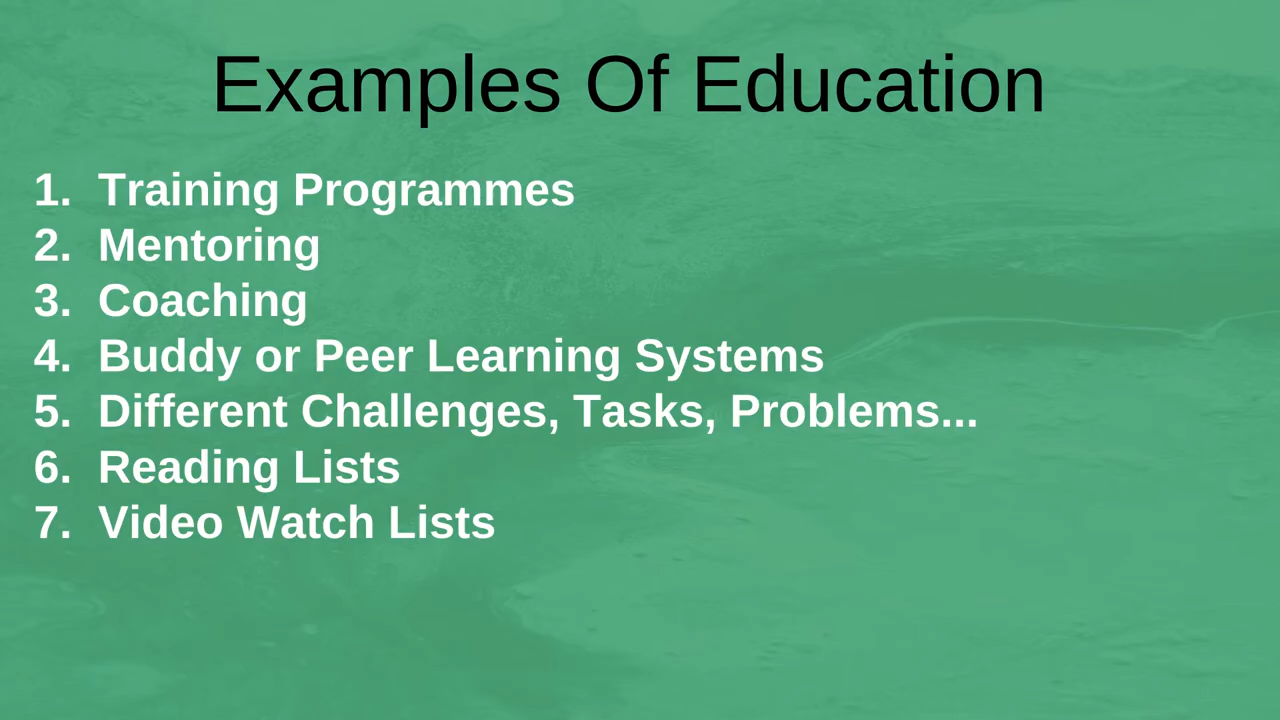 Examples Of Education
1. Training Programmes
2. Mentoring
3. Coaching
4. Buddy or Peer Learning Systems
5. Different Challenges, Tasks, Problems...
6. Reading Lists
7. Video Watch Lists